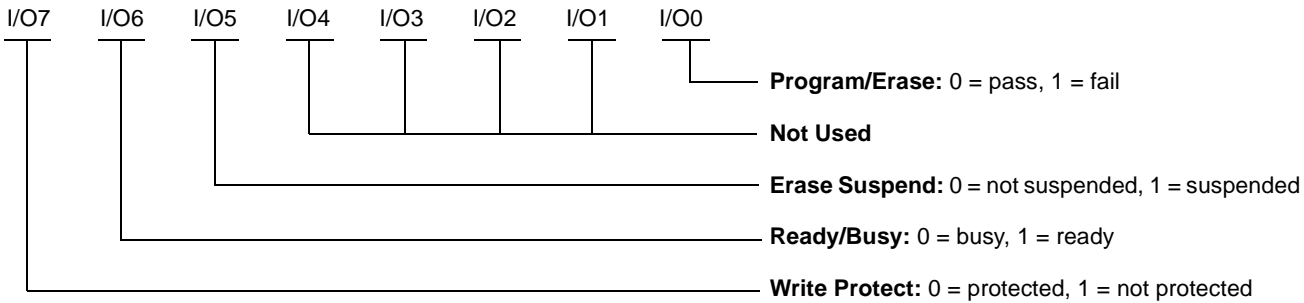 I/O7 I/O6 I/O5 I/O4 I/O3 I/O2 I/O1 I/O0
Program/Erase: 0 = pass, 1 = fail
Not Used
Erase Suspend: 0 = not suspended, 1 = suspended
Ready/Busy: 0 = busy, 1 = ready
Write Protect: 0 = protected, 1 = not protected